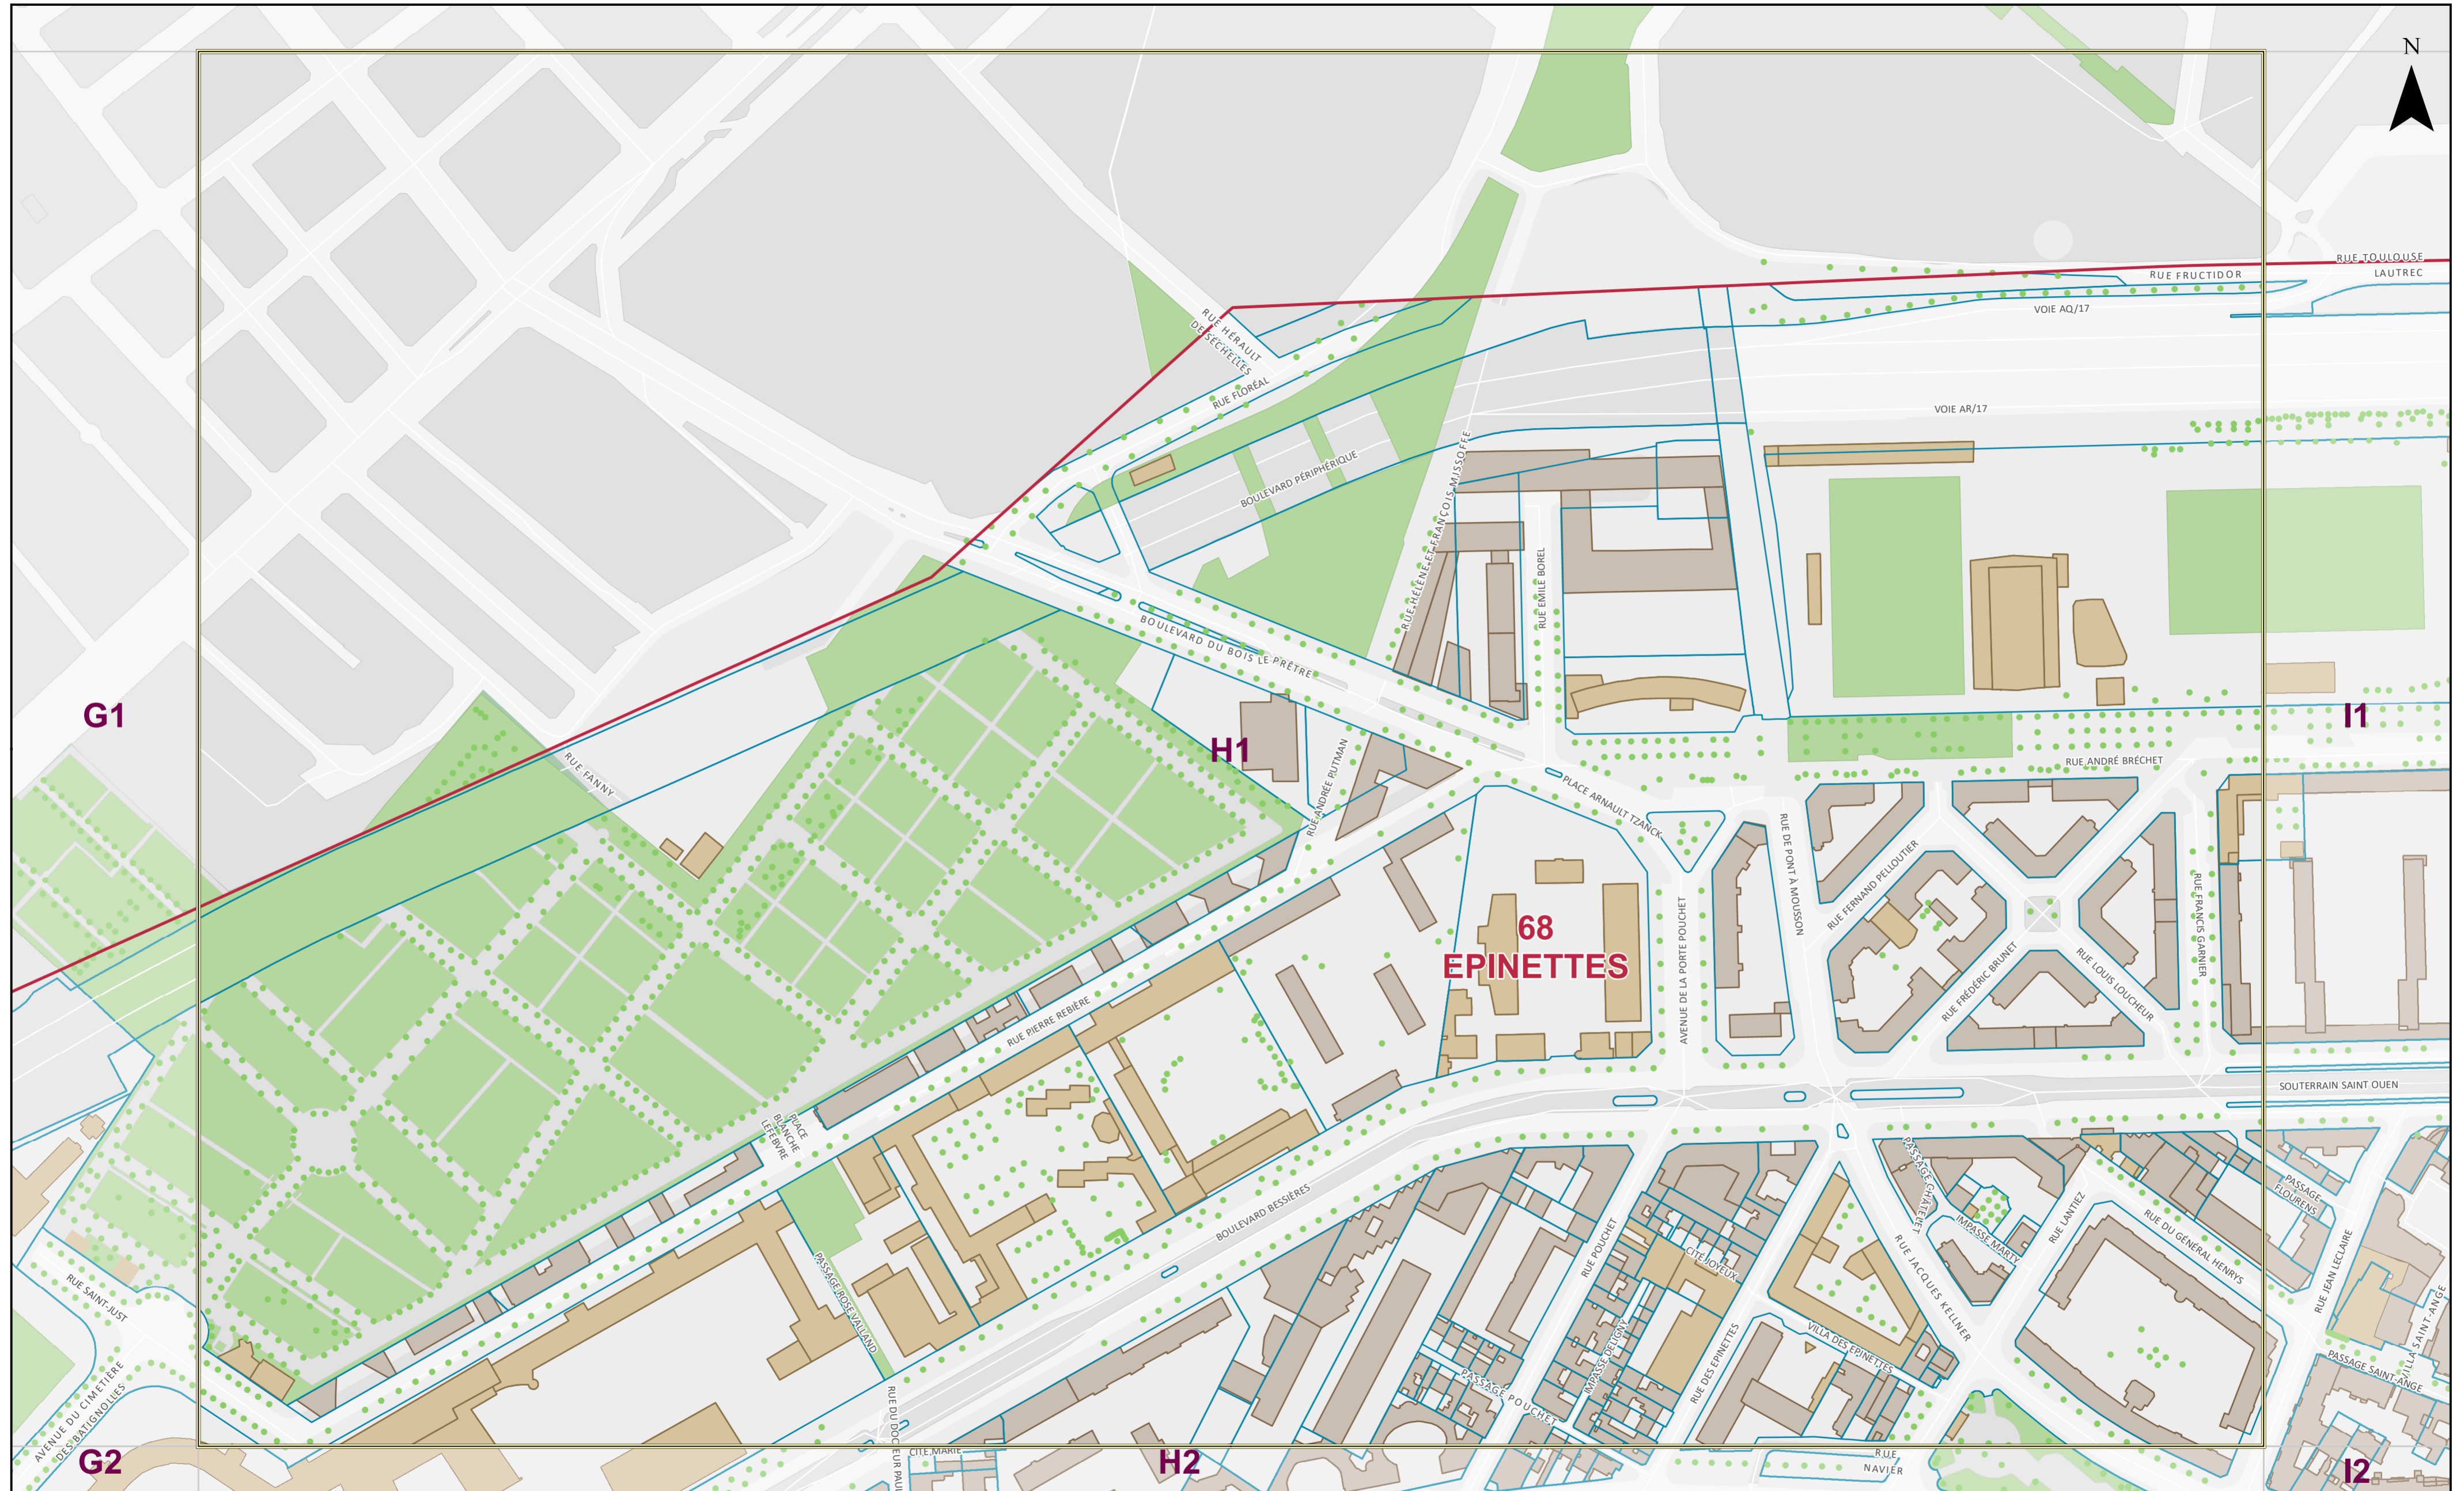 N
RUE TOULOUSE
LAUTREC
RUE FRUCTIDOR
VOIE AQ/17
RUE HÉRAULT
DE SÉCHELLES
RUE FLORÉAL
VOIE AR/17
BOULEVARD PÉRIPHÉRIQUE
RUE HÉLÈNE ET FRANÇOIS MISSOFFE
RUE EMILE BOREL
BOULEVARD DU BOIS LE PRÊTRE
G1
H1
I1
RUE FANNY
RUE ANDRÉE PUTMAN
PLACE ARNAULT TZANCK
RUE ANDRÉ BRÉCHET
RUE DE PONT À MOUSSON
RUE FERNAND PELLOUTIER
RUE FRANCIS GARNIER
68
EPINETTES
AVENUE DE LA PORTE POUCHET
RUE FRÉDÉRIC BRUNET
RUE LOUIS LOUCHEUR
RUE PIERRE REBIÈRE
SOUTERRAIN SAINT OUEN
PLACE
BLANCHE
LEFEBVRE
BOULEVARD BESSIÈRES
PASSAGE CHÂTELET
PASSAGE
FLOURENS
IMPASSE MARTY
RUE LANTIEZ
RUE DU GÉNÉRAL HENRYS
RUE POUCHET
CITÉ JOYEUX
RUE JACQUES KELLNER
RUE JEAN LECLAIRE
RUE SAINT-JUST
PASSAGE ROSE VALLAND
VILLA DES EPINETTES
IMPASSE DELIGNY
RUE DES EPINETTES
PASSAGE POUCHET
VILLA SAINT-ANGE
PASSAGE SAINT-ANGE
AVENUE DU CIMETIÈRE
DES BATIGNOLLES
RUE DU DOCTEUR PAUL
CITÉ MARIE
RUE
NAVIER
G2
H2
I2